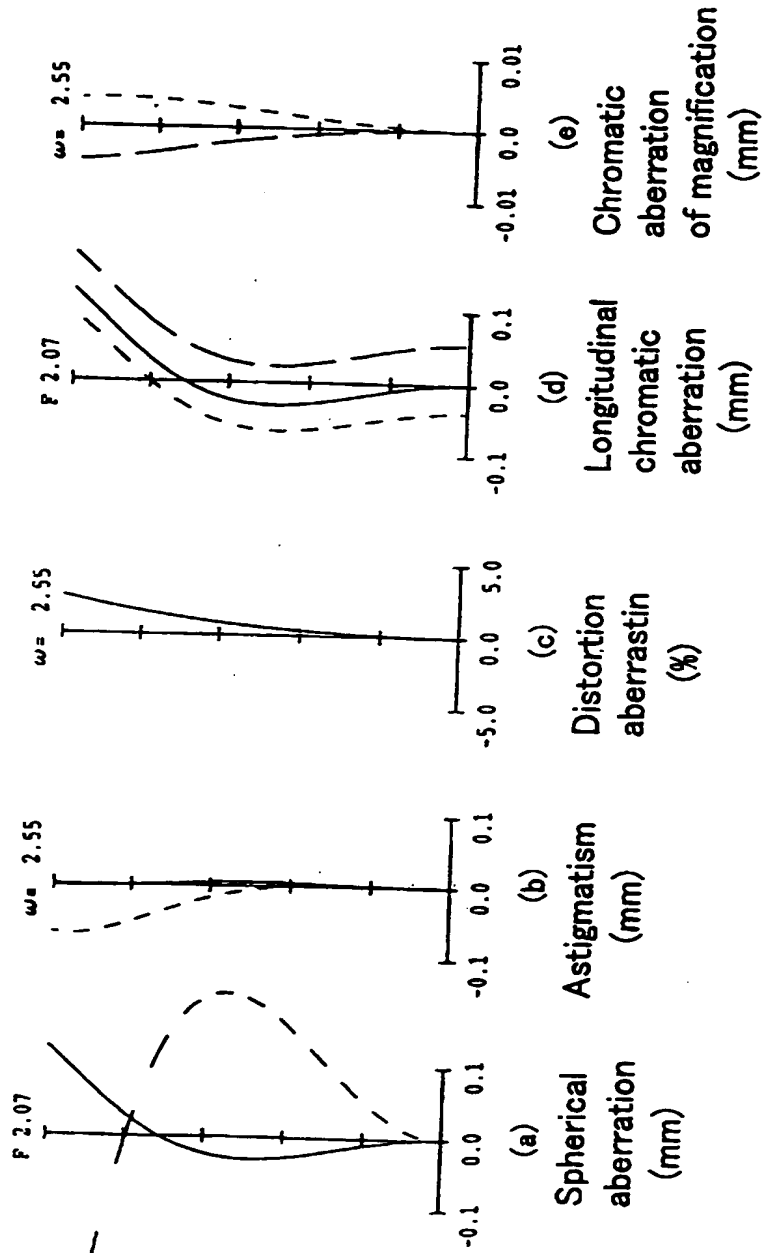 F 2.07
-0.1 0.0 0.1
(a)
Spherical
aberration
(mm)
ω= 2.55
-0.1 0.0 0.1
(b)
Astigmatism
(mm)
ω= 2.55
-5.0 0.0 5.0
(c)
Distortion
aberrastin
(%)
F 2.07
-0.1 0.0 0.1
(d)
Longitudinal
chromatic
aberration
(mm)
ω= 2.55
-0.01 0.0 0.01
(e)
Chromatic
aberration
of magnification
(mm)